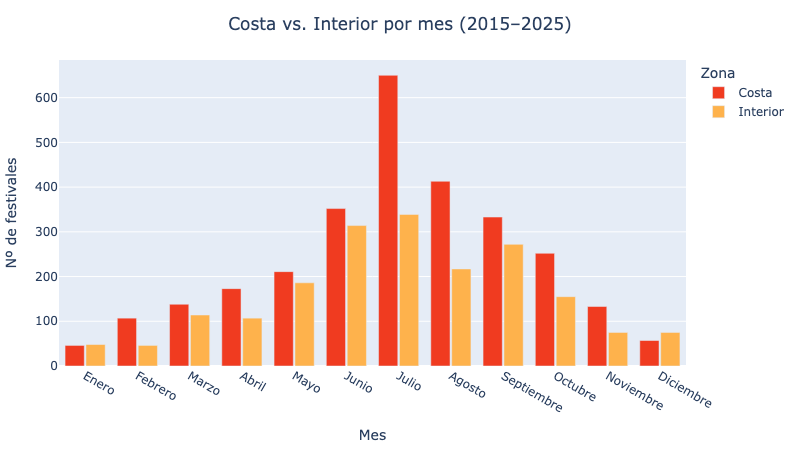 Costa vs. Interior por mes (2015–2025)
Zona
Costa
Interior
Nº de festivales
600
500
400
300
200
100
0
Enero
Febrero
Marzo
Abril
Mayo
Junio
Julio
Agosto
Septiembre
Octubre
Noviembre
Diciembre
Mes